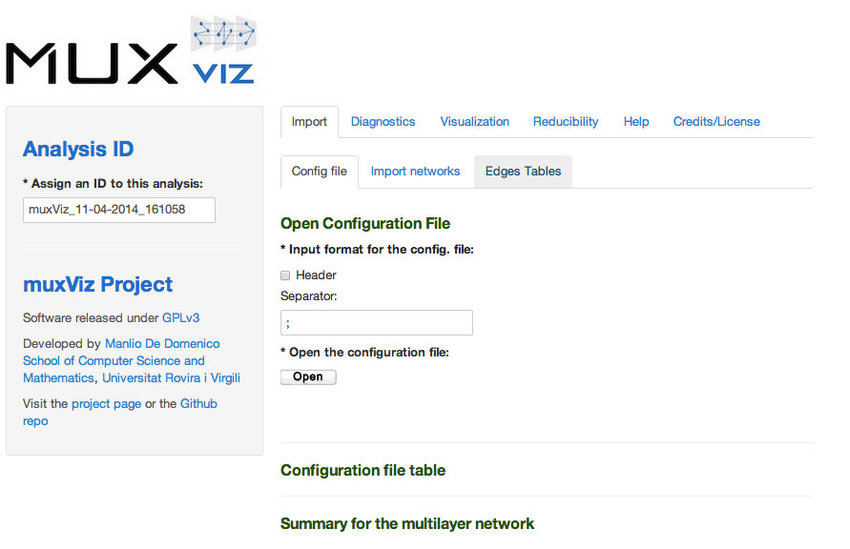 MUX
VIZ
Analysis ID
* Assign an ID to this analysis:
muxViz_11-04-2014_161058
muxViz Project
Software released under GPLv3
Developed by Manlio De Domenico
School of Computer Science and
Mathematics, Universitat Rovira i Virgili
Visit the project page or the Github
repo
Import Diagnostics Visualization Reducibility Help Credits/License
Config file Import networks Edges Tables
Open Configuration File
* Input format for the config. file:
Header
Separator:
;
* Open the configuration file:
Open
Configuration file table
Summary for the multilayer network